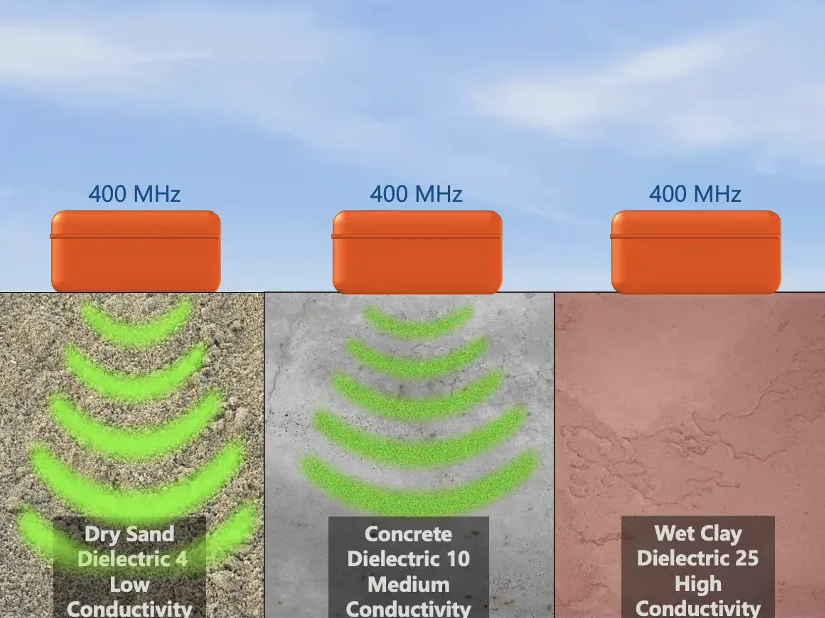 400 MHz
400 MHz
400 MHz
Dry Sand
Dielectric 4
Low
Conductivity
Concrete
Dielectric 10
Medium
Conductivity
Wet Clay
Dielectric 25
High
Conductivity